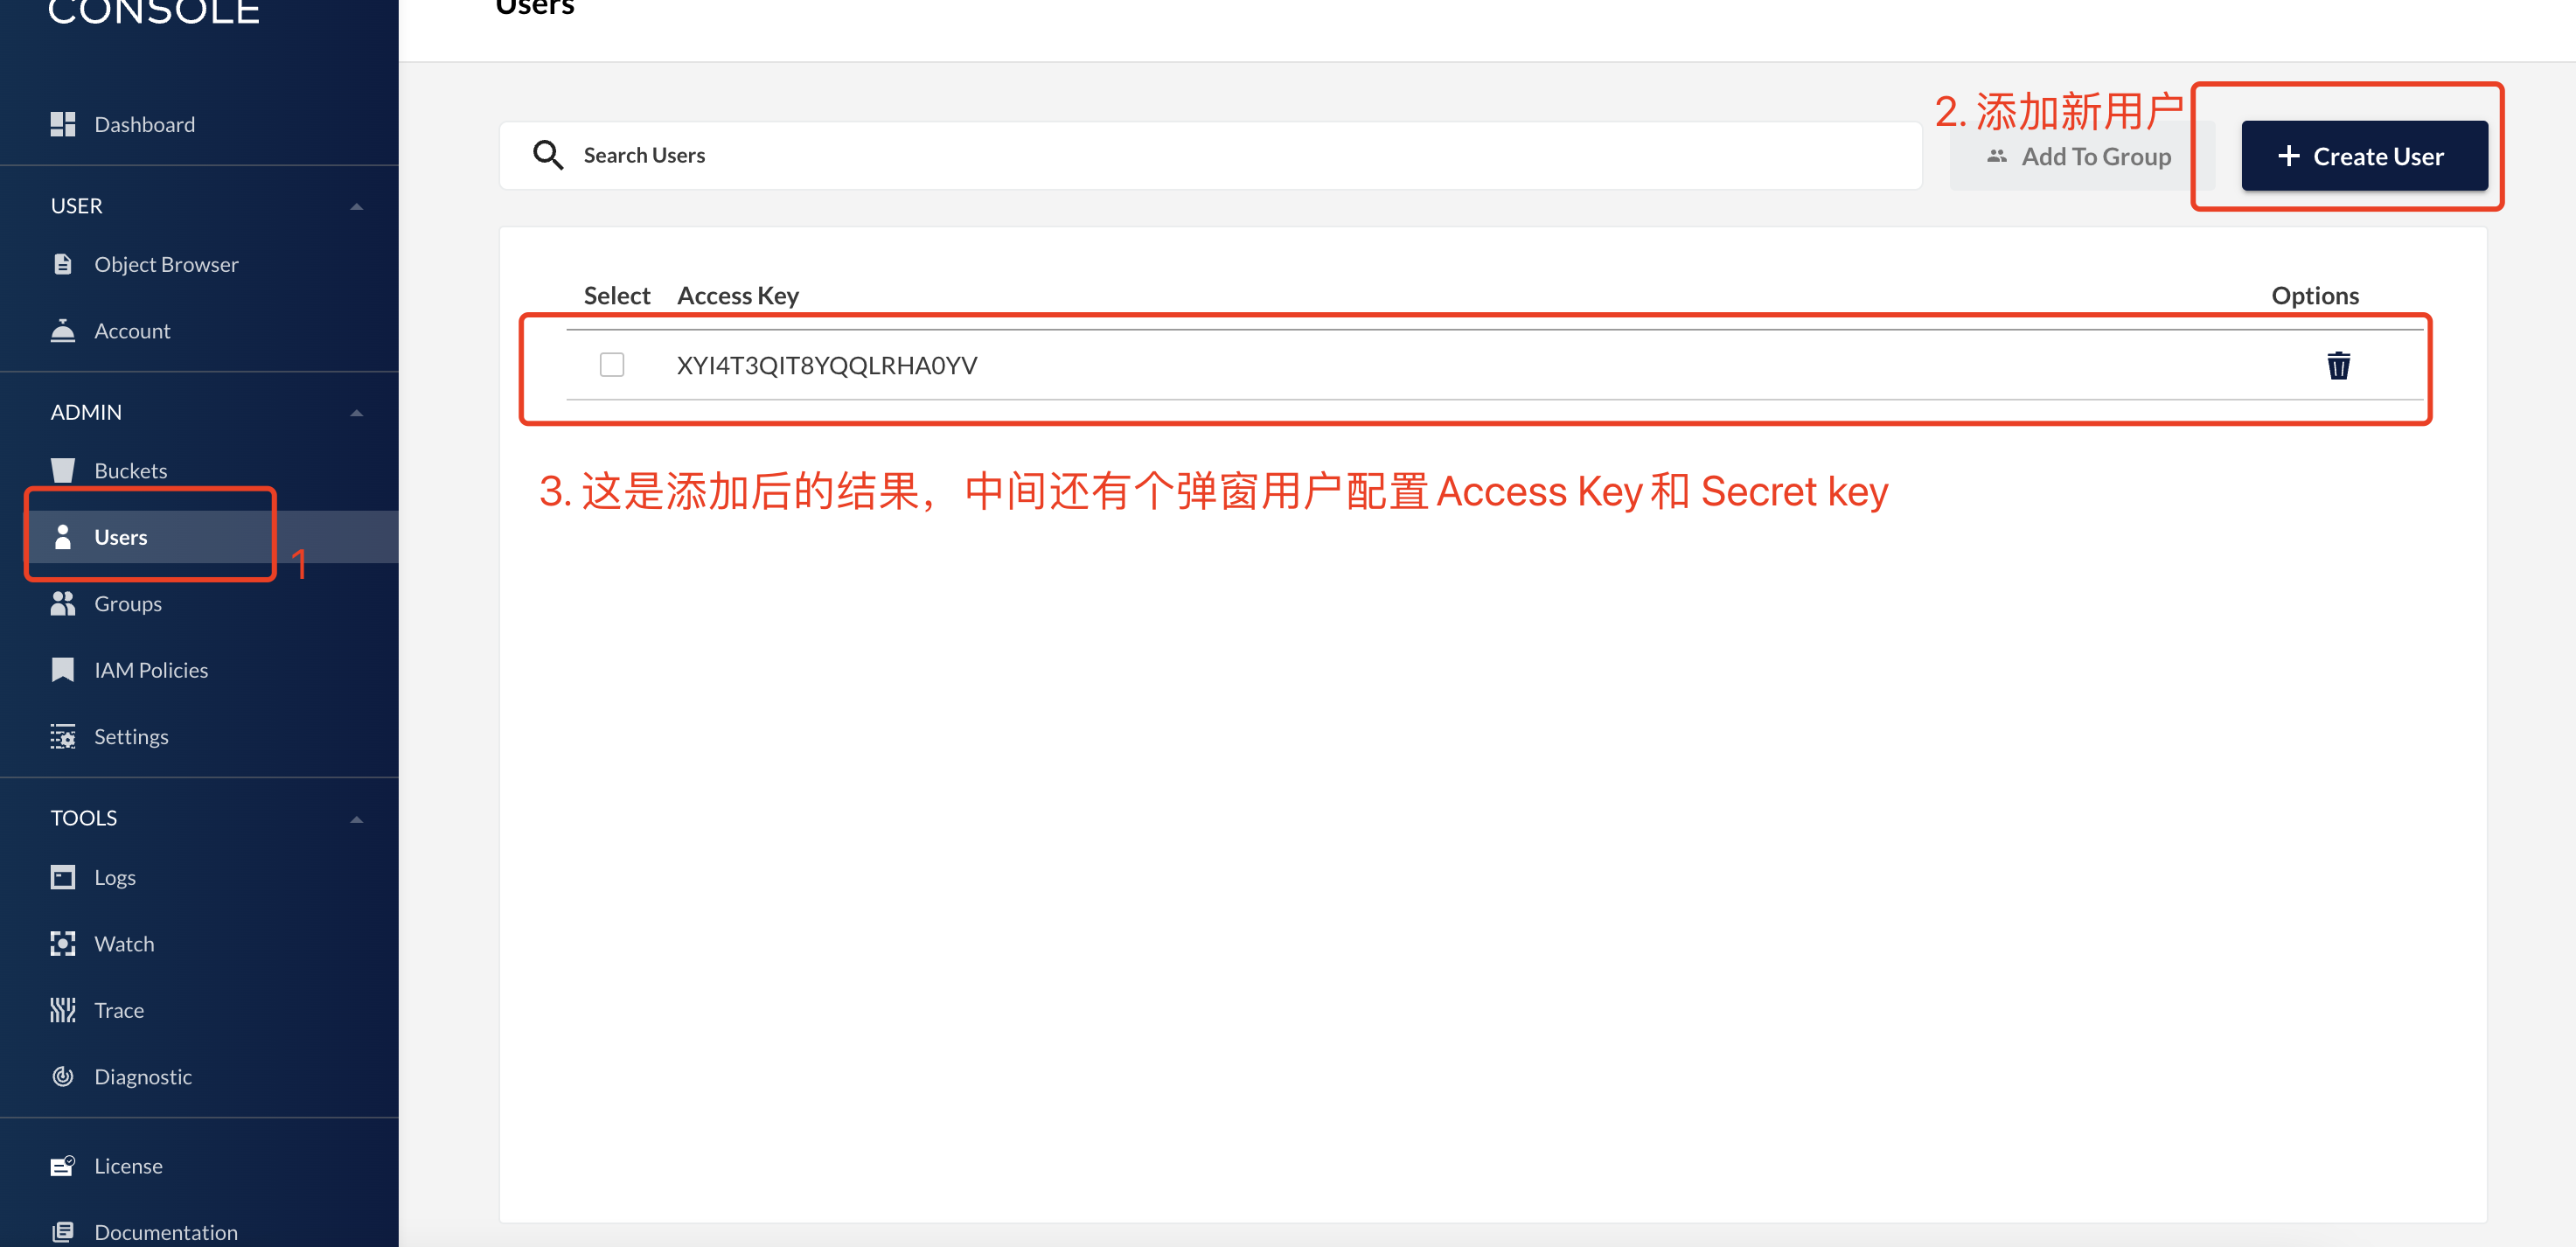 CONSOLE
Dashboard
USER
Object Browser
Account
ADMIN
Buckets
Users
1
Groups
IAM Policies
Settings
TOOLS
Logs
Watch
Trace
Diagnostic
License
Documentation
Users
2. 添加新用户
Search Users
Add To Group
+ Create User
Select Access Key Options
XYI4T3QIT8YQQLRHA0YV
3. 这是添加后的结果，中间还有个弹窗用户配置 Access Key 和 Secret key